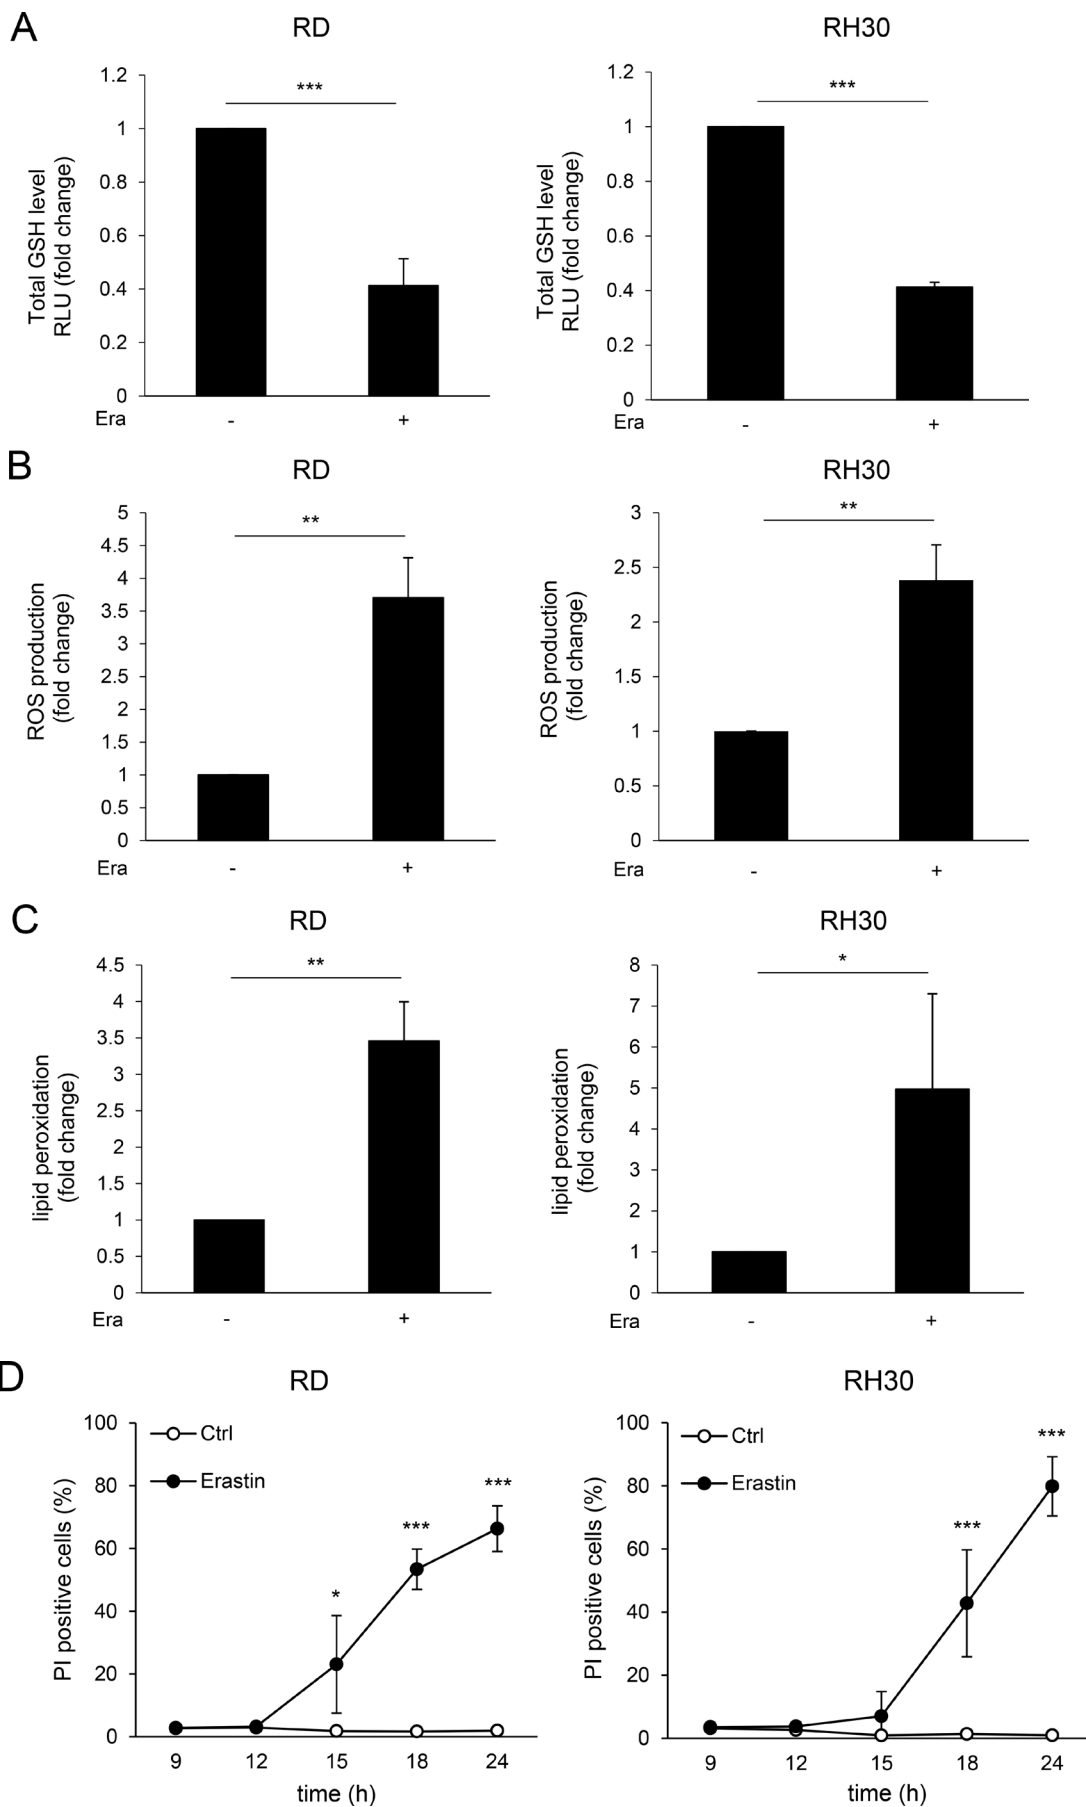 A
RD
RH30
Total GSH level
RLU (fold change)
1.2
1
0.8
0.6
0.4
0.2
0
***
Era
-
+
Total GSH level
RLU (fold change)
1.2
1
0.8
0.6
0.4
0.2
0
***
Era
-
+
B
RD
RH30
ROS production
(fold change)
5
4.5
4
3.5
3
2.5
2
1.5
1
0.5
0
**
Era
-
+
ROS production
(fold change)
3
2.5
2
1.5
1
0.5
0
**
Era
-
+
C
RD
RH30
lipid peroxidation
(fold change)
4.5
4
3.5
3
2.5
2
1.5
1
0.5
0
**
Era
-
+
lipid peroxidation
(fold change)
8
7
6
5
4
3
2
1
0
*
Era
-
+
D
RD
RH30
PI positive cells (%)
100
80
60
40
20
0
Ctrl
Erastin
*
***
***
9 12 15 18 24
time (h)
PI positive cells (%)
100
80
60
40
20
0
Ctrl
Erastin
***
***
9 12 15 18 24
time (h)